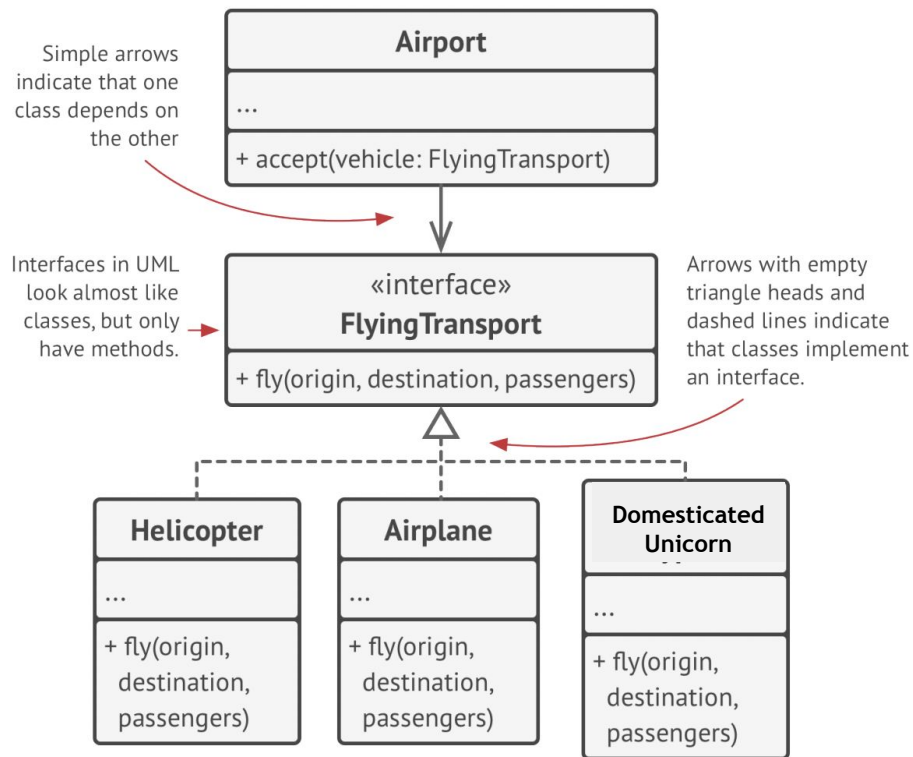 Airport
...
+ accept(vehicle: FlyingTransport)
Simple arrows
indicate that one
class depends on
the other
Interfaces in UML
look almost like
classes, but only
have methods.
«interface»
FlyingTransport
+ fly(origin, destination, passengers)
Arrows with empty
triangle heads and
dashed lines indicate
that classes implement
an interface.
Helicopter
...
+ fly(origin,
destination,
passengers)
Airplane
...
+ fly(origin,
destination,
passengers)
Domesticated
Unicorn
...
+ fly(origin,
destination,
passengers)